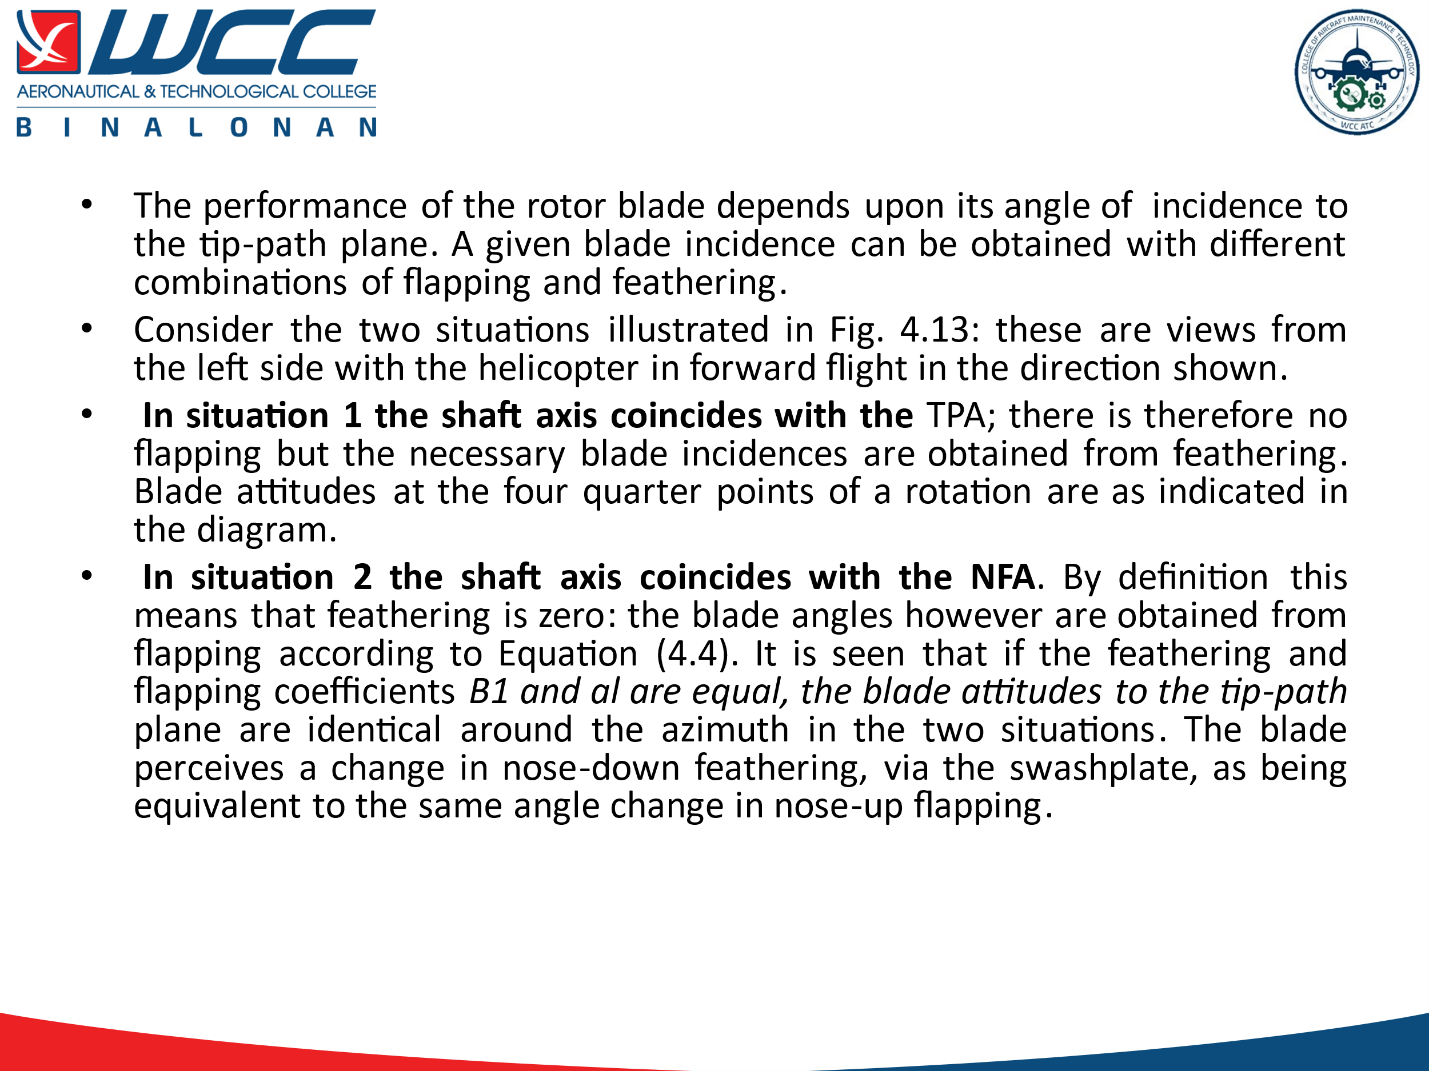 WCC
AERONAUTICAL & TECHNOLOGICAL COLLEGE
BINALONAN
COLLEGE OF AIRCRAFT MAINTENANCE TECHNOLOGY
WCC ATC
• The performance of the rotor blade depends upon its angle of incidence to
the tip-path plane. A given blade incidence can be obtained with different
combinations of flapping and feathering.
• Consider the two situations illustrated in Fig. 4.13: these are views from
the left side with the helicopter in forward flight in the direction shown.
• In situation 1 the shaft axis coincides with the TPA; there is therefore no
flapping but the necessary blade incidences are obtained from feathering.
Blade attitudes at the four quarter points of a rotation are as indicated in
the diagram.
• In situation 2 the shaft axis coincides with the NFA. By definition this
means that feathering is zero: the blade angles however are obtained from
flapping according to Equation (4.4). It is seen that if the feathering and
flapping coefficients B1 and al are equal, the blade attitudes to the tip-path
plane are identical around the azimuth in the two situations. The blade
perceives a change in nose-down feathering, via the swashplate, as being
equivalent to the same angle change in nose-up flapping.